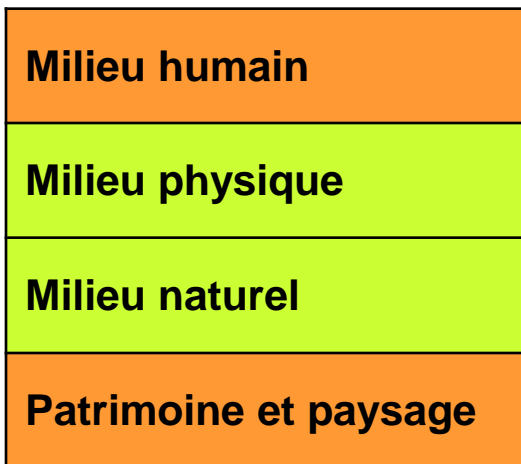 Milieu humain
Milieu physique
Milieu naturel
Patrimoine et paysage